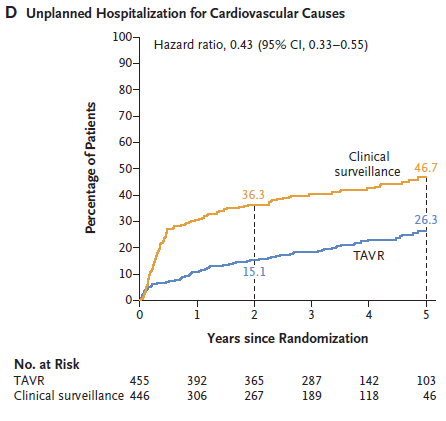 D Unplanned Hospitalization for Cardiovascular Causes
Hazard ratio, 0.43 (95% CI, 0.33–0.55)
Percentage of Patients
100
90
80
70
60
50
40
30
20
10
0
Clinical
surveillance
46.7
36.3
26.3
TAVR
15.1
0 1 2 3 4 5
Years since Randomization
No. at Risk
TAVR 455 392 365 287 142 103
Clinical surveillance 446 306 267 189 118 46